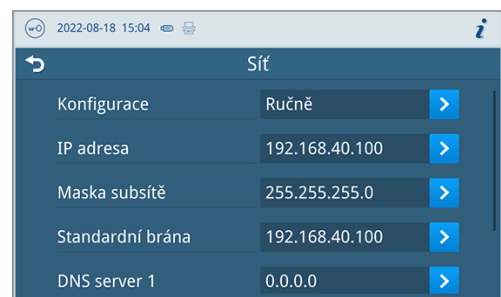 2022-08-18 15:04
Síť
Konfigurace Ručně
IP adresa 192.168.40.100
Maska subsítě 255.255.255.0
Standardní brána 192.168.40.100
DNS server 1 0.0.0.0